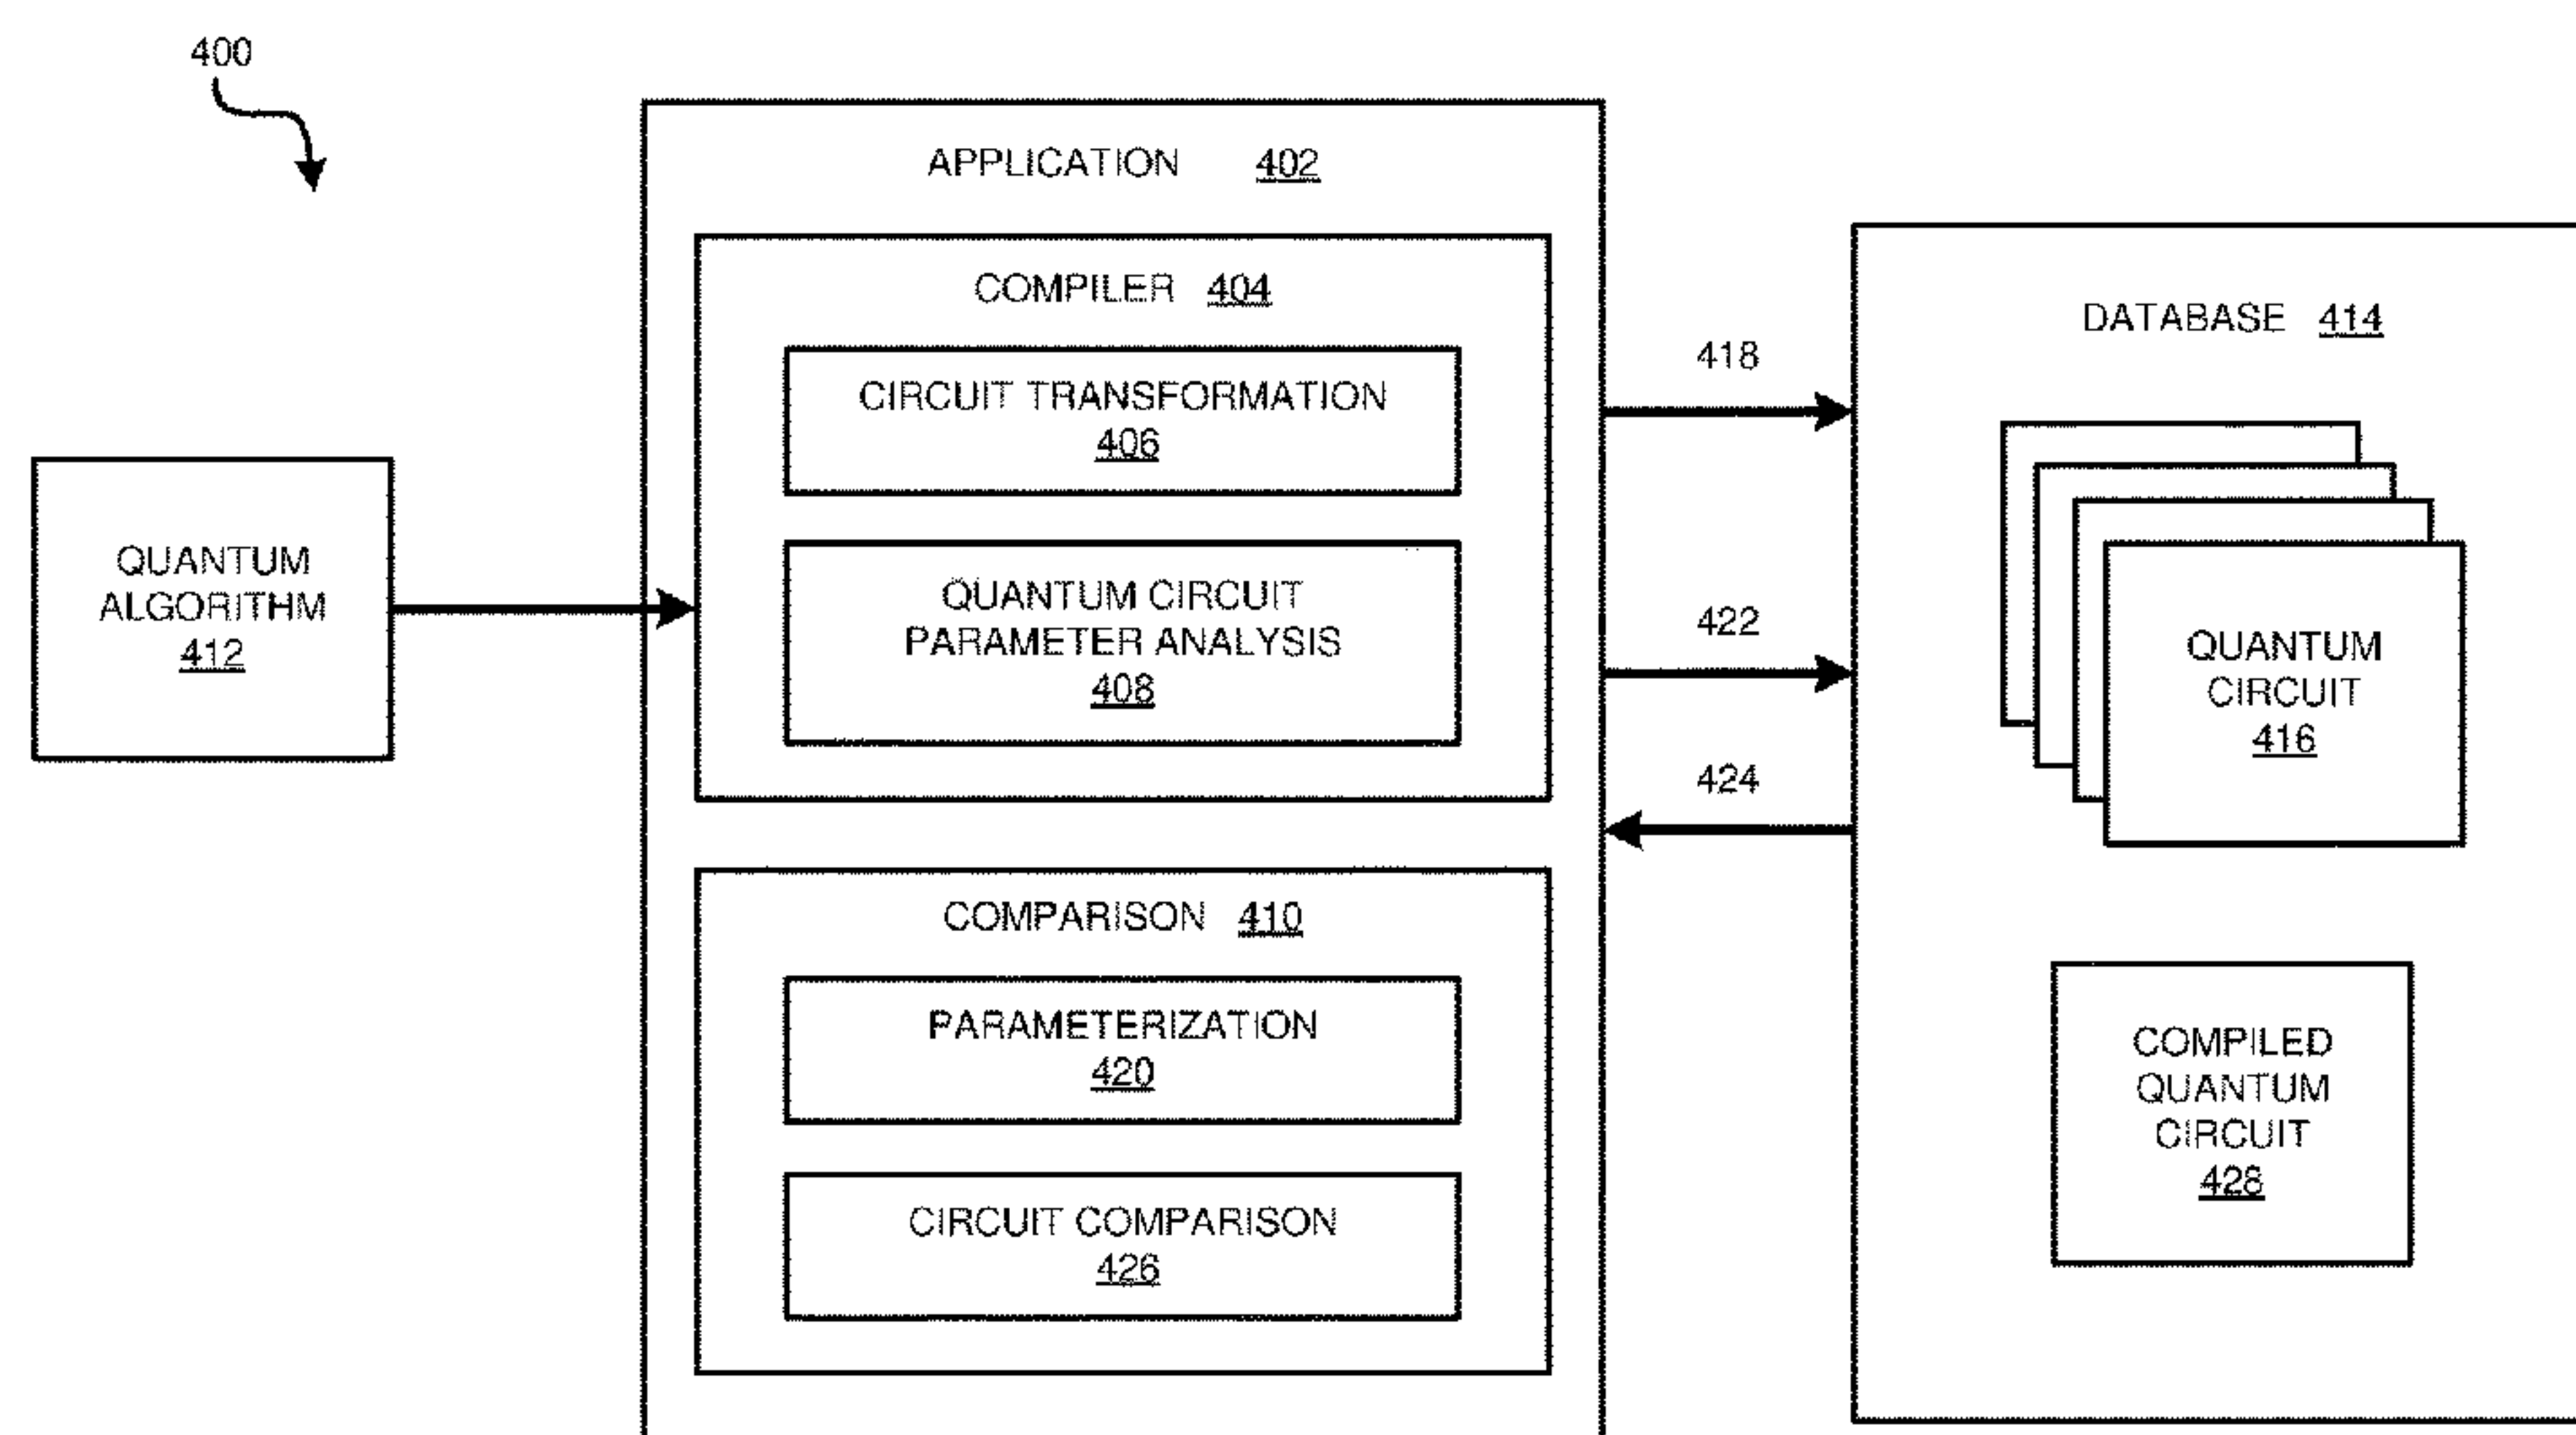 400
APPLICATION 402
COMPILER 404
CIRCUIT TRANSFORMATION
406
QUANTUM CIRCUIT
PARAMETER ANALYSIS
408
QUANTUM
ALGORITHM
412
COMPARISON 410
PARAMETERIZATION
420
CIRCUIT COMPARISON
426
418
422
424
DATABASE 414
QUANTUM
CIRCUIT
416
COMPILED
QUANTUM
CIRCUIT
428